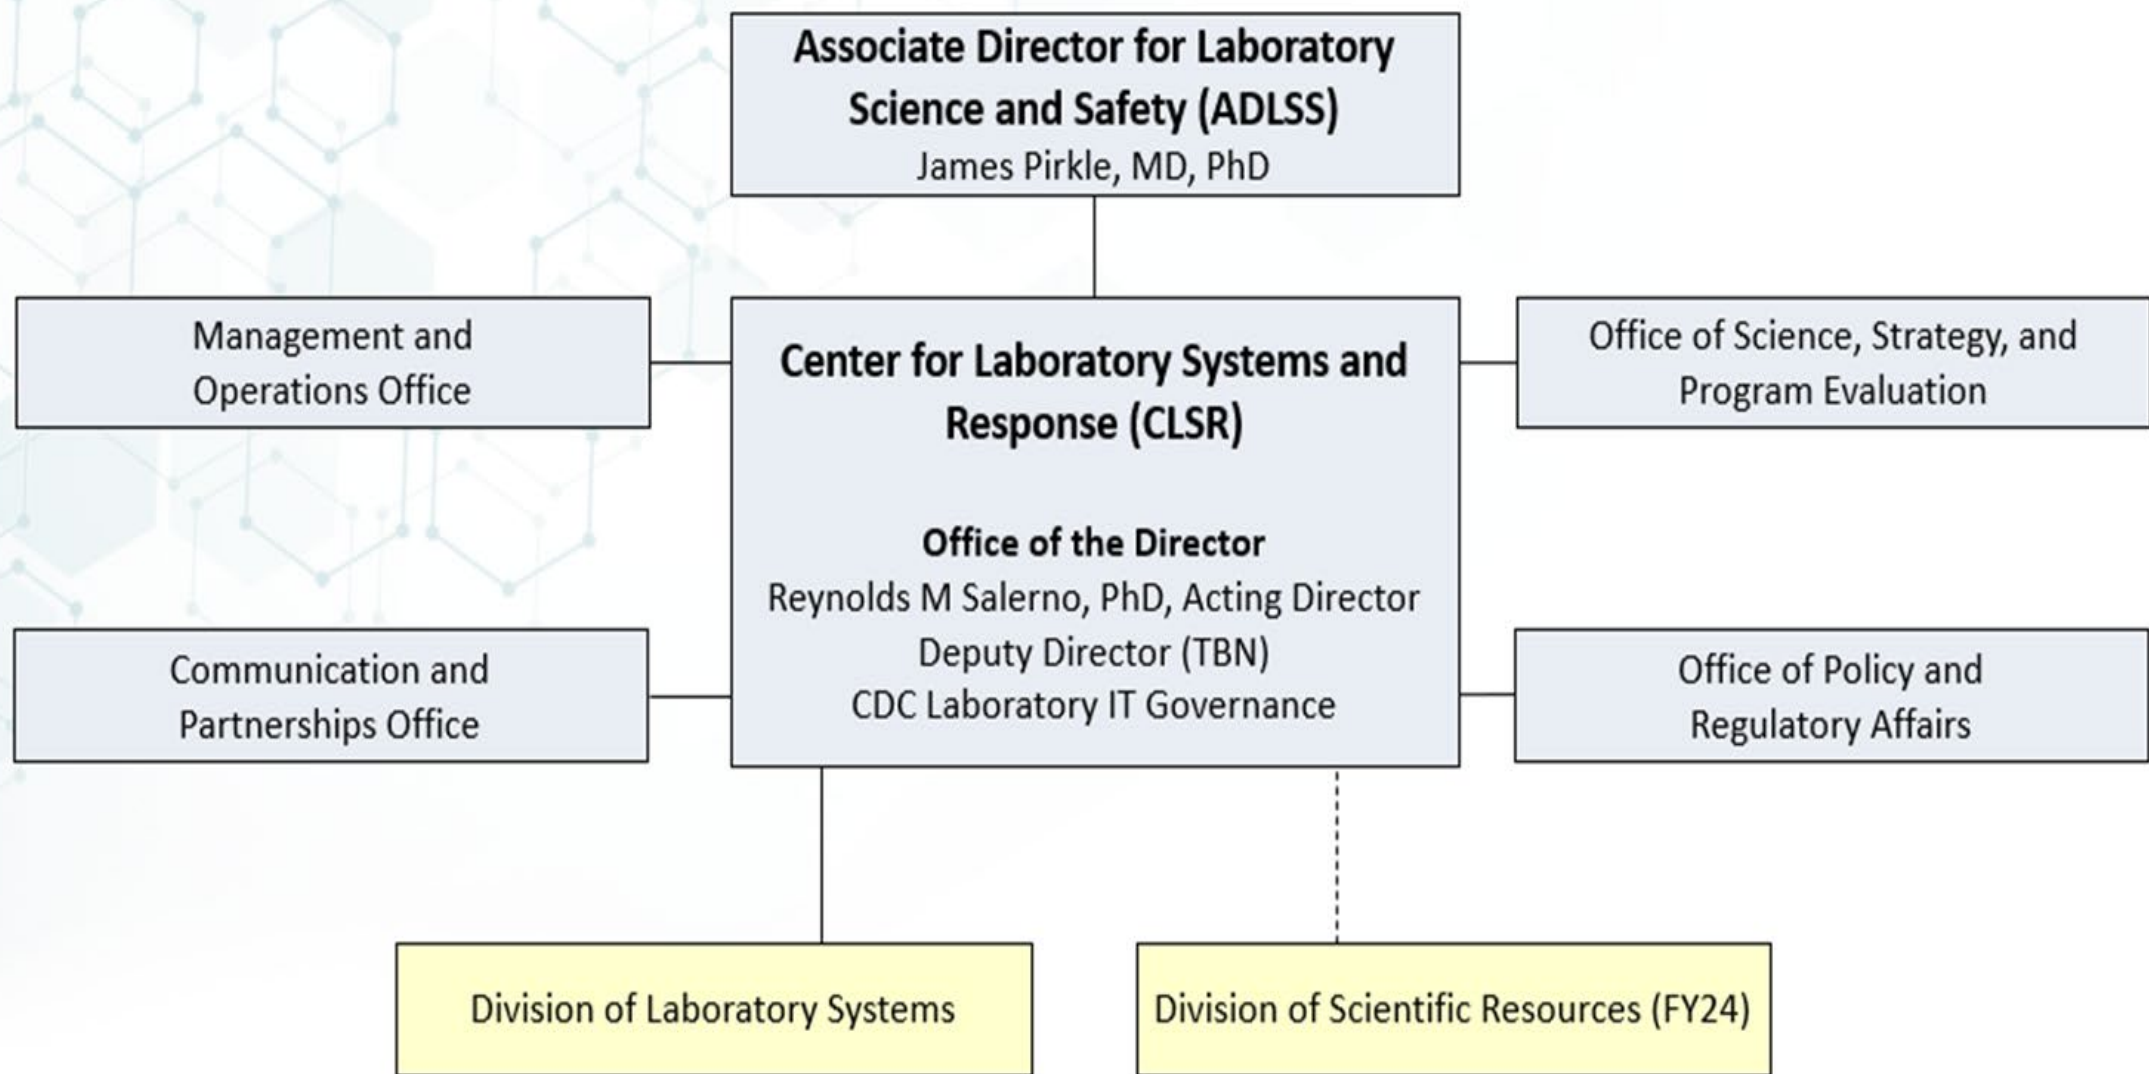 Associate Director for Laboratory
Science and Safety (ADLSS)
James Pirkle, MD, PhD
Management and
Operations Office
Center for Laboratory Systems and
Response (CLSR)
Office of Science, Strategy, and
Program Evaluation
Office of the Director
Reynolds M Salerno, PhD, Acting Director
Deputy Director (TBN)
CDC Laboratory IT Governance
Communication and
Partnerships Office
Office of Policy and
Regulatory Affairs
Division of Laboratory Systems
Division of Scientific Resources (FY24)